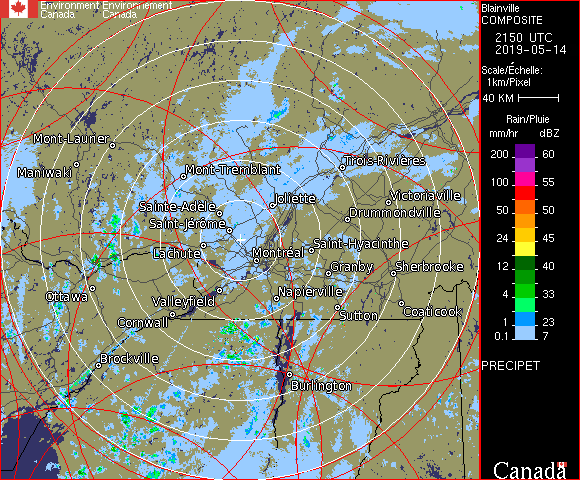 Environment Environnement
Canada Canada
Blainville
COMPOSITE
2150 UTC
2019-05-14
Scale/Échelle:
1km/Pixel
40 KM
Rain/Pluie
mm/hr dBZ
200 60
100 55
50 50
24 45
12 40
4 33
1 23
0.1 7
PRECIPET
Canada
Mont-Laurier
Maniwaki
Mont-Tremblant
Trois-Rivières
Sainte-Adèle
Joliette
Victoriaville
Drummondville
Saint-Jérôme
Lachute
Montréal
Saint-Hyacinthe
Granby
Sherbrooke
Ottawa
Valleyfield
Napierville
Cornwall
Sutton
Coaticook
Brockville
Burlington